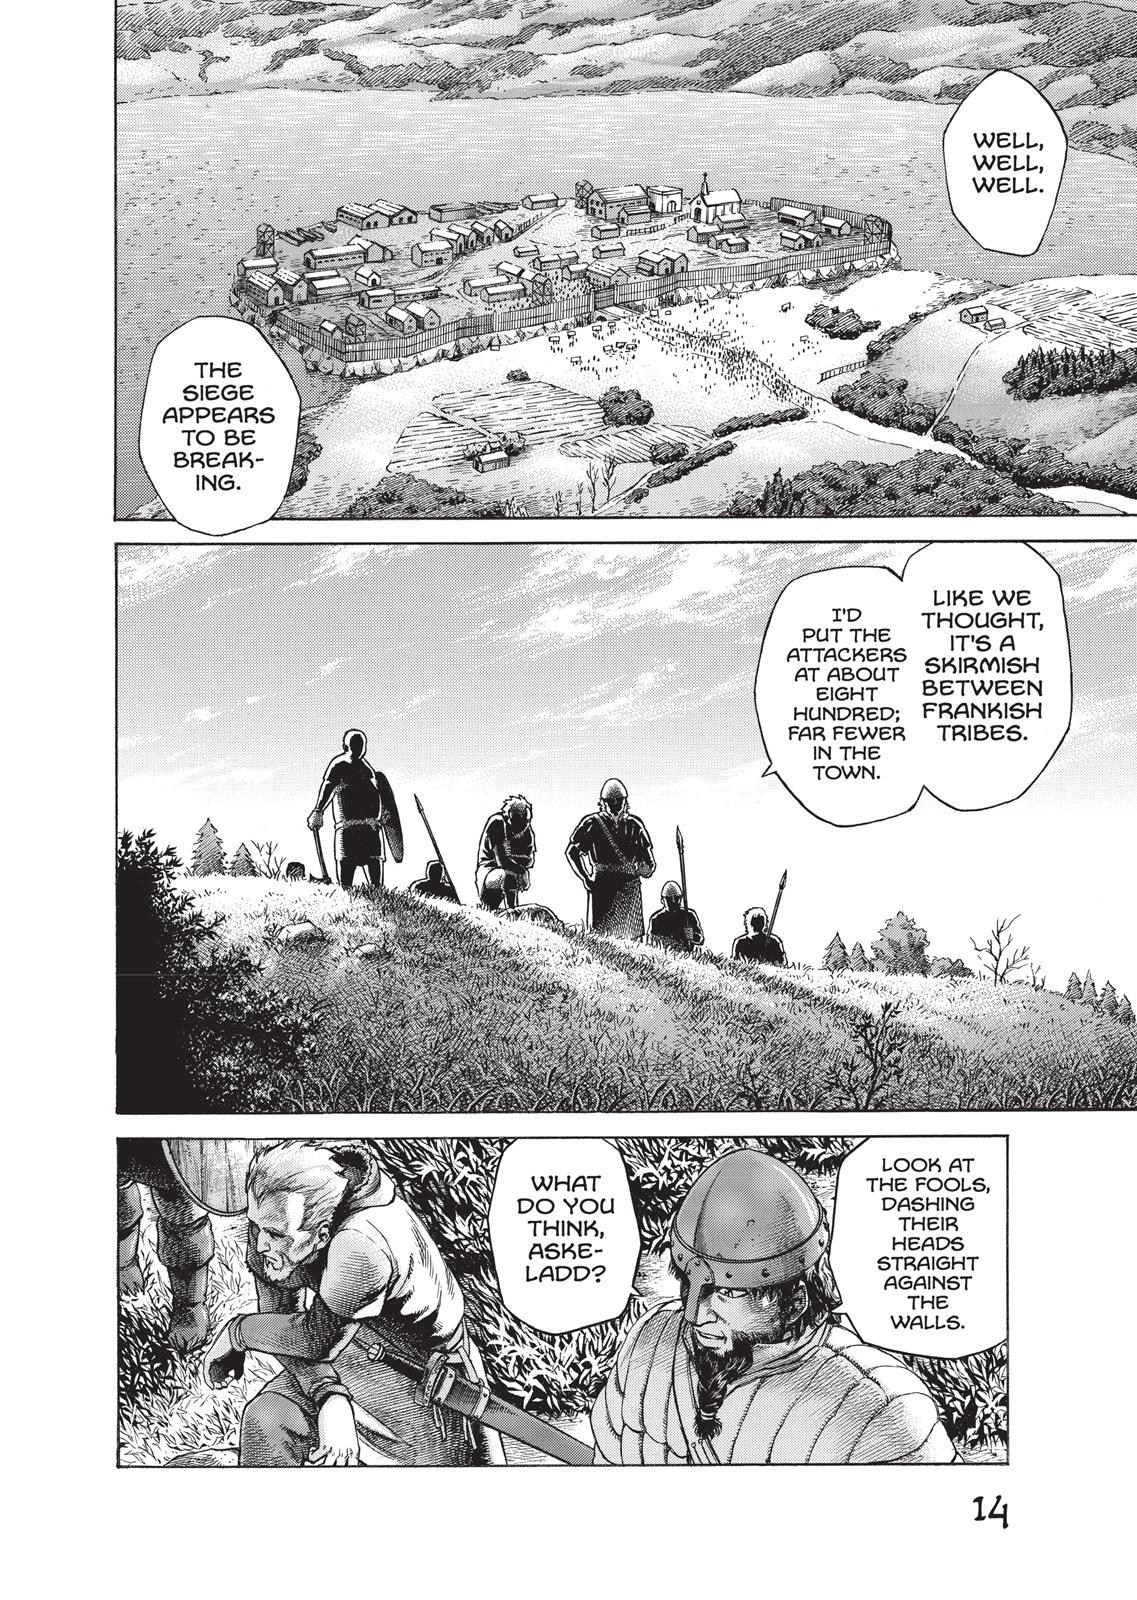 WELL,
WELL,
WELL.
THE
SIEGE
APPEARS
TO BE
BREAK-
ING.
LIKE WE
THOUGHT,
IT'S A
SKIRMISH
BETWEEN
FRANKISH
TRIBES.
I'D
PUT THE
ATTACKERS
AT ABOUT
EIGHT
HUNDRED;
FAR FEWER
IN THE
TOWN.
LOOK AT
THE FOOLS,
DASHING
THEIR
HEADS
STRAIGHT
AGAINST
THE
WALLS.
WHAT
DO YOU
THINK,
ASKE-
LADD?
14